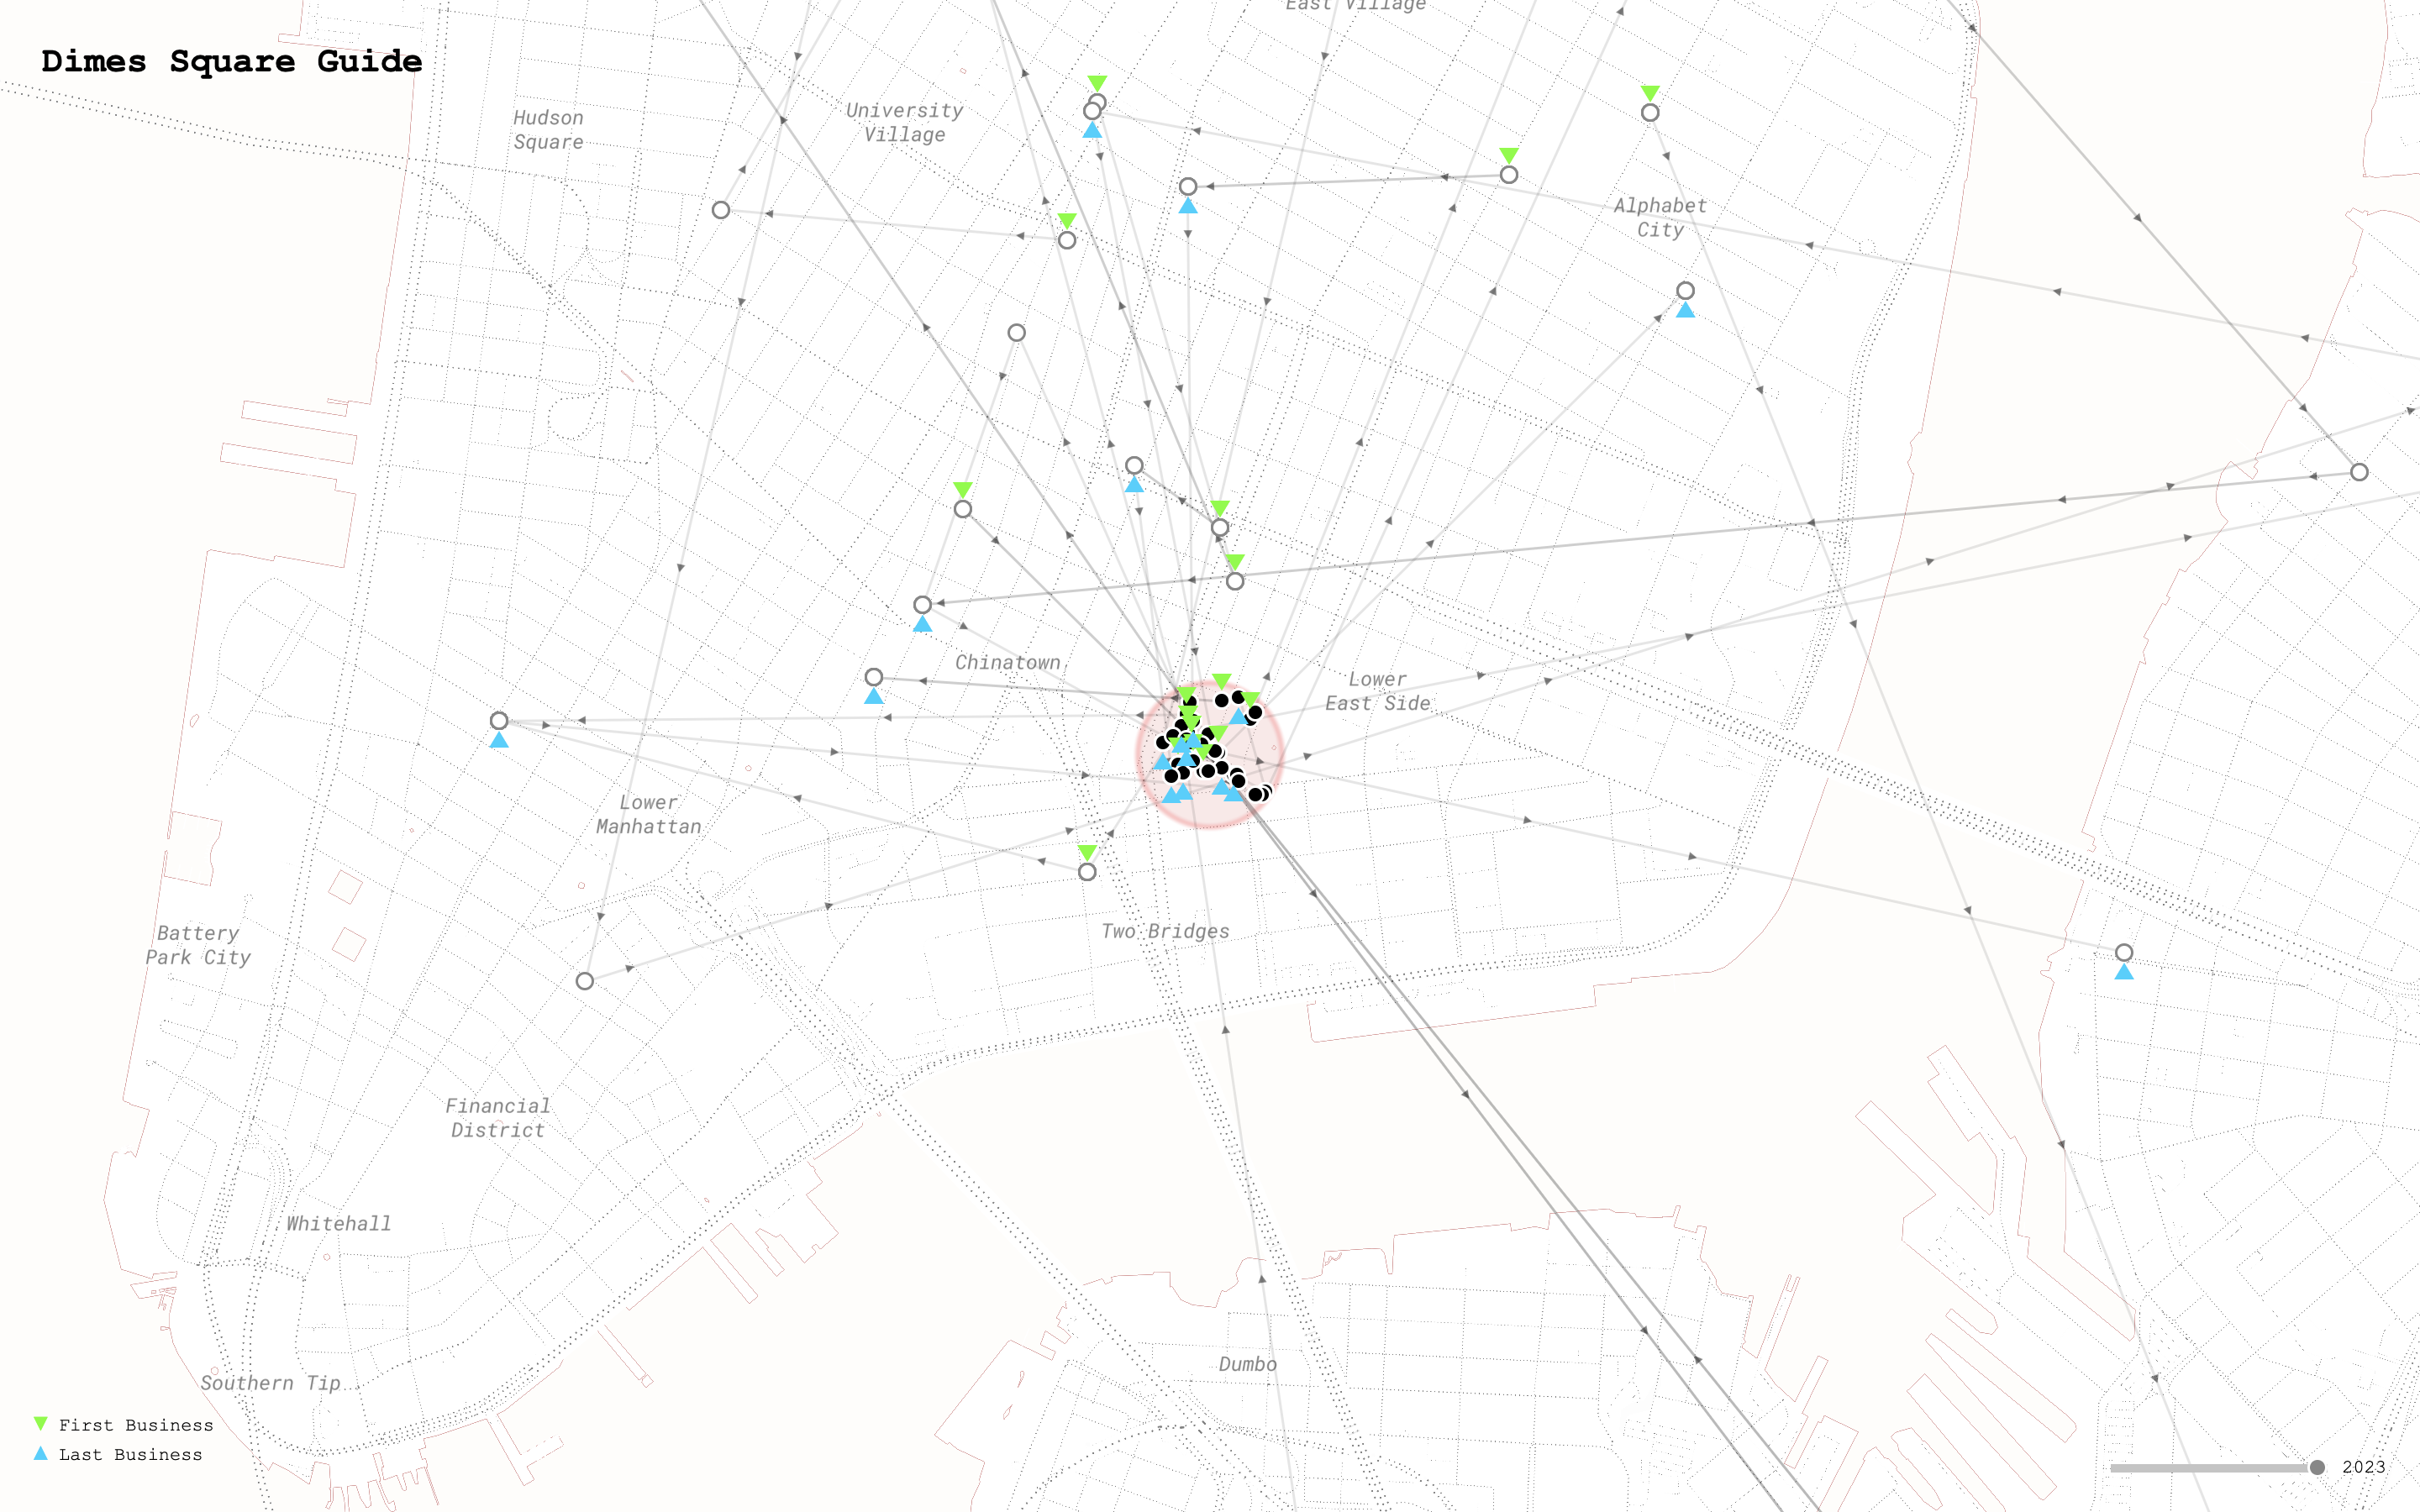 East Village
Dimes Square Guide
Hudson
Square
University
Village
Alphabet
City
Chinatown
Lower
East Side
Lower
Manhattan
Battery
Park City
Two Bridges
Financial
District
Whitehall
Dumbo
Southern Tip
First Business
Last Business
2023